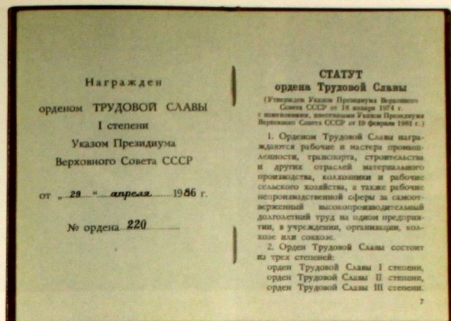 Награжден
орденом ТРУДОВОЙ СЛАВЫ
I степени
Указом Президиума
Верховного Совета СССР
от „ 29 “ апреля 1986 г.
№ ордена 220
СТАТУТ
ордена Трудовой Славы
(Утвержден Указом Президиума Верховного
Совета СССР от 18 января 1974 г.
с изменениями, внесенными Указом Президиума
Верховного Совета СССР от 18 февраля 1981 г.)
1. Орденом Трудовой Славы награ-
ждаются рабочие и мастера промыш-
ленности, транспорта, строительства
и других отраслей материального
производства, колхозники и рабочие
сельского хозяйства, а также рабочие
непроизводственной сферы за самоот-
верженный высокопроизводительный
долголетний труд на одном предприя-
тии, в учреждении, организации, кол-
хозе или совхозе.
2. Орден Трудовой Славы состоит
из трех степеней:
орден Трудовой Славы I степени,
орден Трудовой Славы II степени,
орден Трудовой Славы III степени.
7